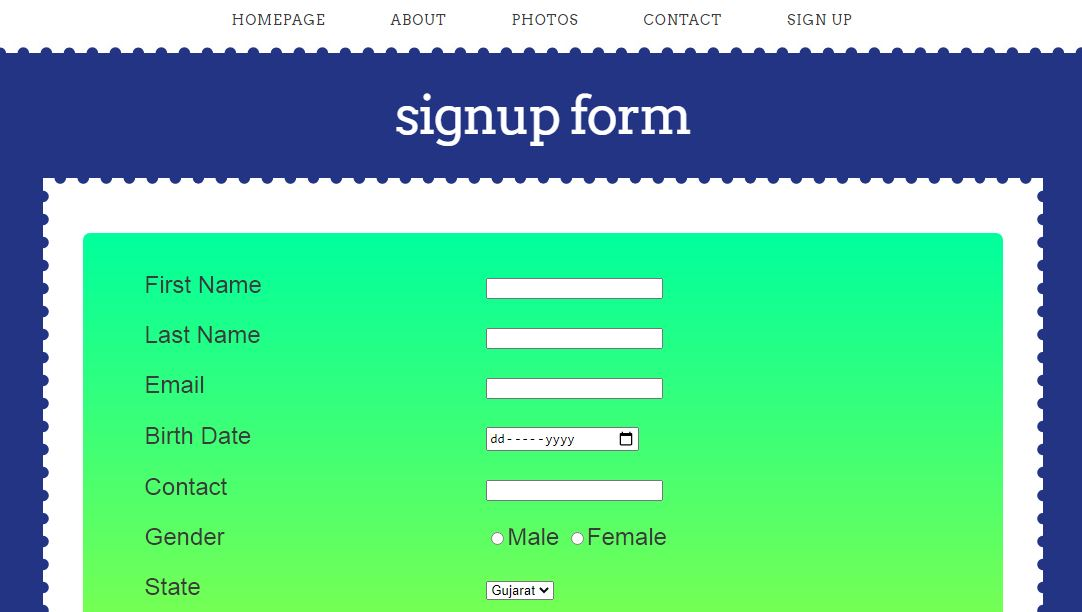 HOMEPAGE ABOUT PHOTOS CONTACT SIGN UP
signup form
First Name
Last Name
Email
Birth Date dd-----yyyy
Contact
Gender Male Female
State Gujarat